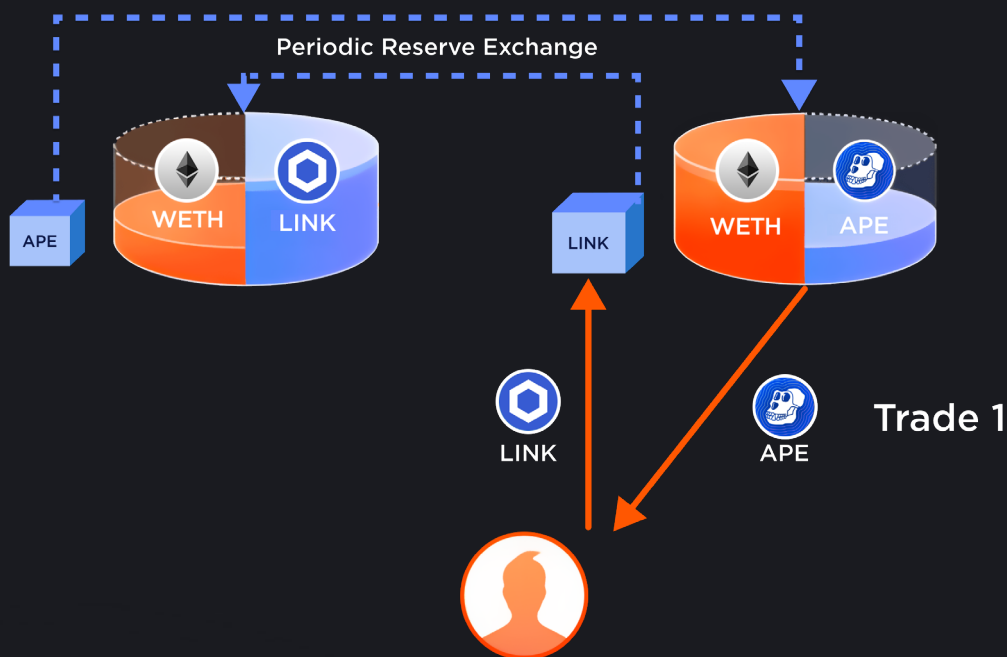 Periodic Reserve Exchange
WETH
LINK
APE
LINK
WETH
APE
LINK
APE
Trade 1